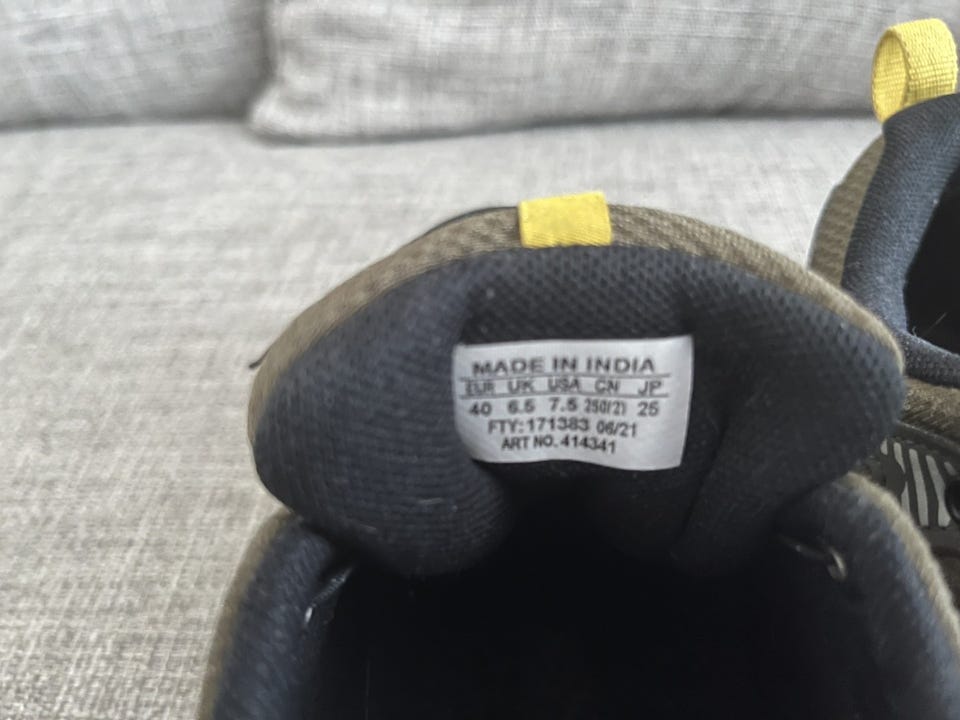 MADE IN INDIA
EUR UK USA CN JP
40 6.5 7.5 250(2) 25
FTY: 171383 06/21
ART NO. 414341